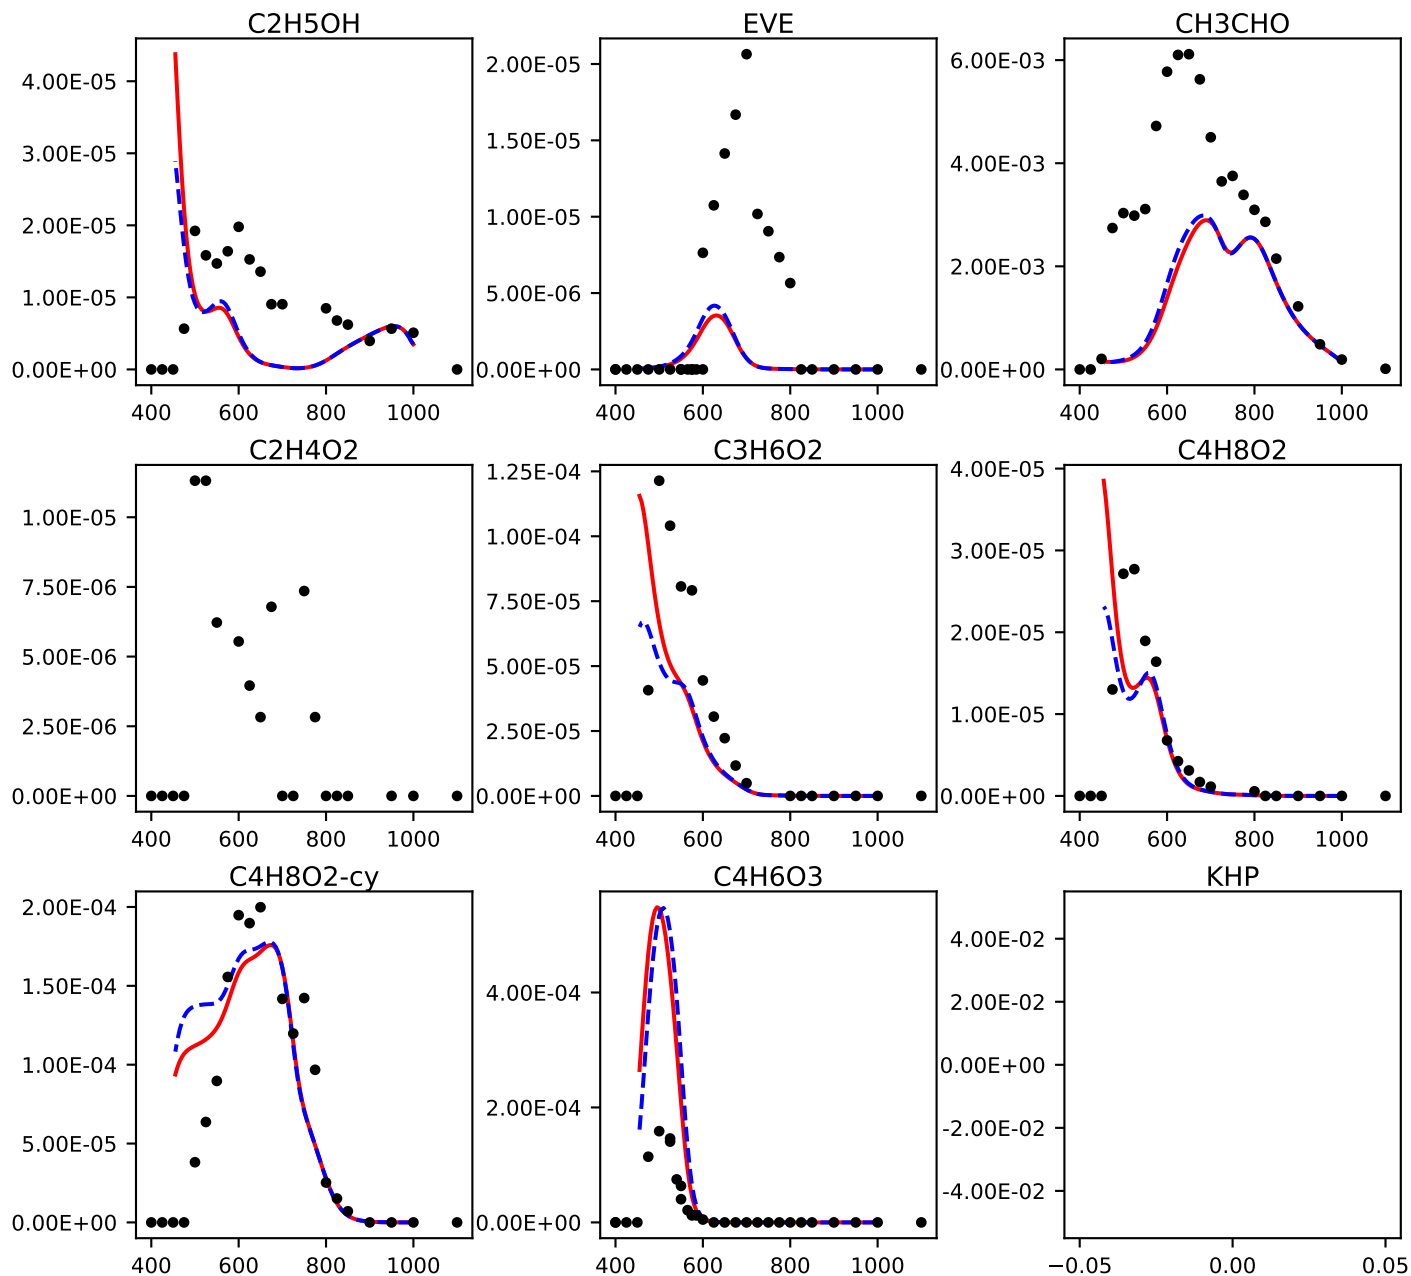 C2H5OH EVE CH3CHO
4.00E-05
3.00E-05
2.00E-05
1.00E-05
0.00E+00
400 600 800 1000
2.00E-05
1.50E-05
1.00E-05
5.00E-06
0.00E+00
400 600 800 1000
6.00E-03
4.00E-03
2.00E-03
0.00E+00
400 600 800 1000
C2H4O2 C3H6O2 C4H8O2
1.00E-05
7.50E-06
5.00E-06
2.50E-06
0.00E+00
400 600 800 1000
1.25E-04
1.00E-04
7.50E-05
5.00E-05
2.50E-05
0.00E+00
400 600 800 1000
4.00E-05
3.00E-05
2.00E-05
1.00E-05
0.00E+00
400 600 800 1000
C4H8O2-cy C4H6O3 KHP
2.00E-04
1.50E-04
1.00E-04
5.00E-05
0.00E+00
400 600 800 1000
4.00E-04
2.00E-04
0.00E+00
400 600 800 1000
4.00E-02
2.00E-02
0.00E+00
-2.00E-02
-4.00E-02
−0.05 0.00 0.05